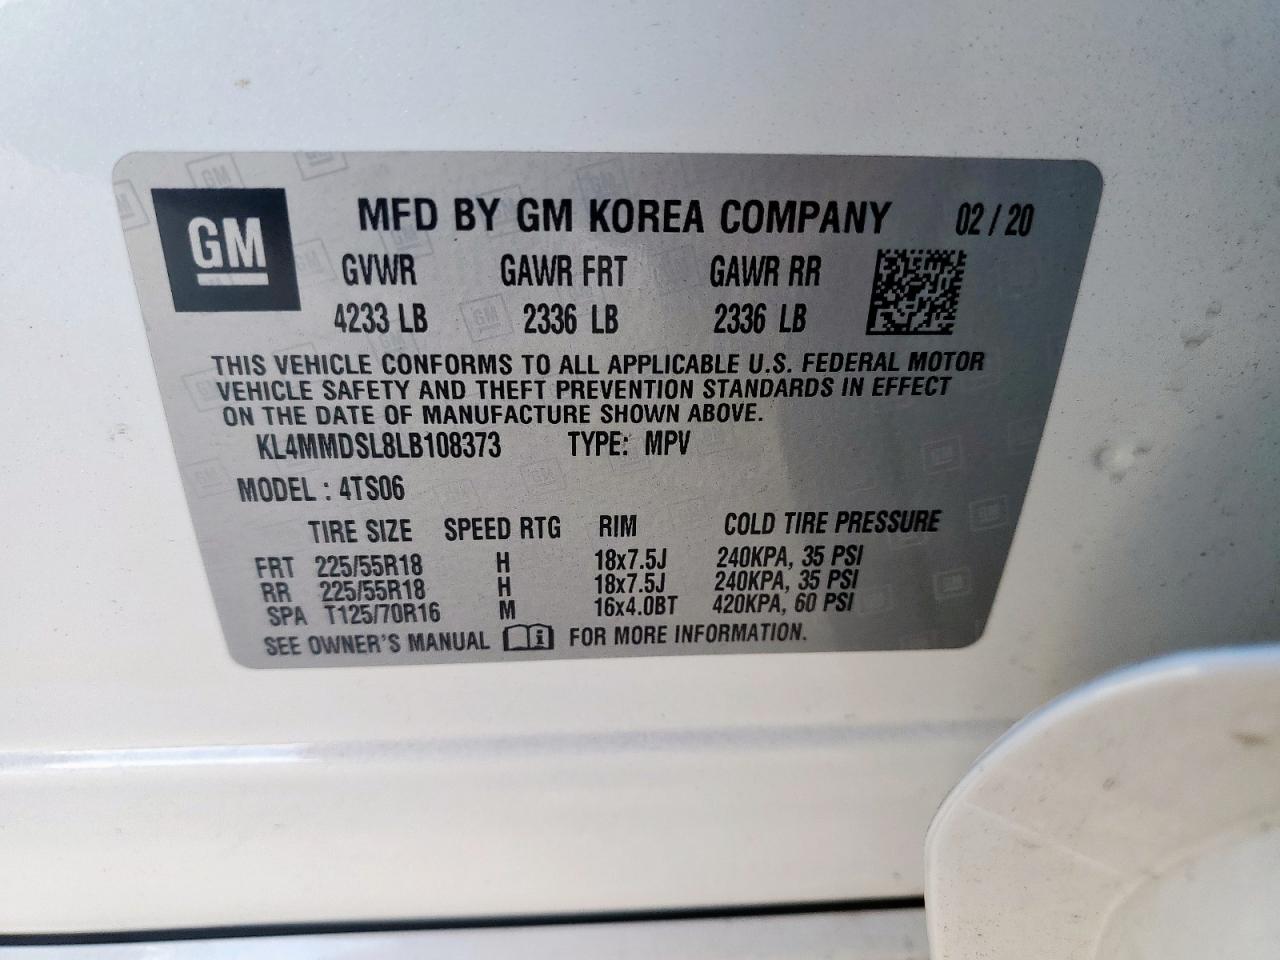 GM
MFD BY GM KOREA COMPANY 02 / 20
GVWR GAWR FRT GAWR RR
4233 LB 2336 LB 2336 LB
THIS VEHICLE CONFORMS TO ALL APPLICABLE U.S. FEDERAL MOTOR
VEHICLE SAFETY AND THEFT PREVENTION STANDARDS IN EFFECT
ON THE DATE OF MANUFACTURE SHOWN ABOVE.
KL4MMDSL8LB108373 TYPE: MPV
MODEL : 4TS06
TIRE SIZE SPEED RTG RIM COLD TIRE PRESSURE
FRT 225/55R18 H 18x7.5J 240KPA, 35 PSI
RR 225/55R18 H 18x7.5J 240KPA, 35 PSI
SPA T125/70R16 M 16x4.0BT 420KPA, 60 PSI
SEE OWNER'S MANUAL i FOR MORE INFORMATION.